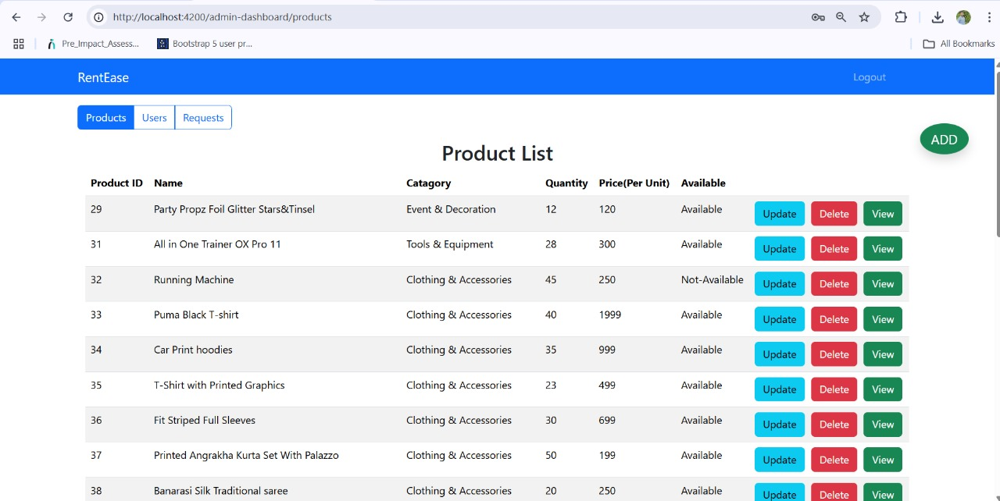 http://localhost:4200/admin-dashboard/products
Pre_Impact_Assess... Bootstrap 5 user pr... All Bookmarks
RentEase Logout
Products Users Requests
ADD
Product List
Product ID Name Catagory Quantity Price(Per Unit) Available
29 Party Propz Foil Glitter Stars&Tinsel Event & Decoration 12 120 Available Update Delete View
31 All in One Trainer OX Pro 11 Tools & Equipment 28 300 Available Update Delete View
32 Running Machine Clothing & Accessories 45 250 Not-Available Update Delete View
33 Puma Black T-shirt Clothing & Accessories 40 1999 Available Update Delete View
34 Car Print hoodies Clothing & Accessories 35 999 Available Update Delete View
35 T-Shirt with Printed Graphics Clothing & Accessories 23 499 Available Update Delete View
36 Fit Striped Full Sleeves Clothing & Accessories 30 699 Available Update Delete View
37 Printed Angrakha Kurta Set With Palazzo Clothing & Accessories 50 199 Available Update Delete View
38 Banarasi Silk Traditional saree Clothing & Accessories 20 250 Available Update Delete View